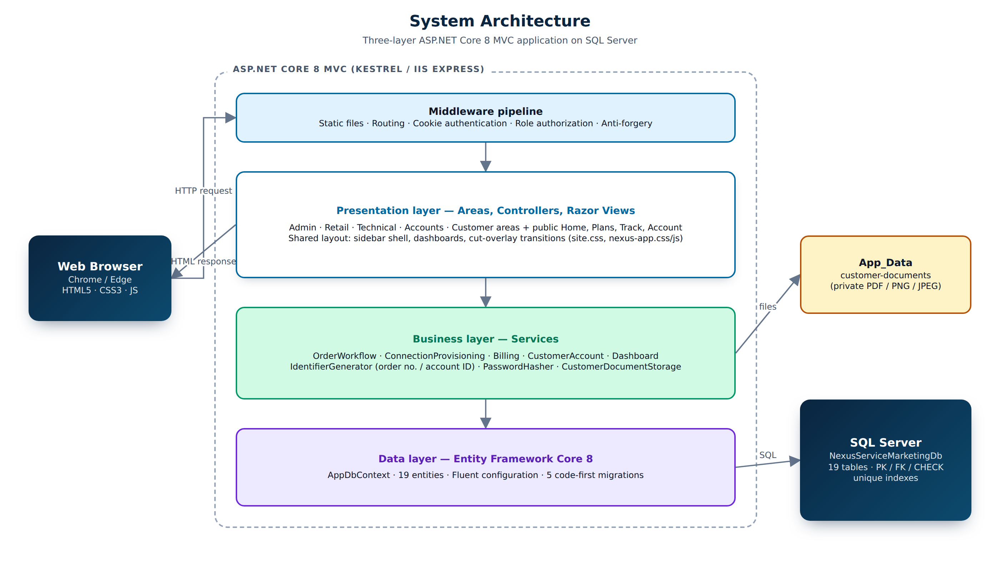 System Architecture
Three-layer ASP.NET Core 8 MVC application on SQL Server
ASP.NET CORE 8 MVC (KESTREL / IIS EXPRESS)
Middleware pipeline
Static files · Routing · Cookie authentication · Role authorization · Anti-forgery
HTTP request
Presentation layer — Areas, Controllers, Razor Views
Admin · Retail · Technical · Accounts · Customer areas + public Home, Plans, Track, Account
Shared layout: sidebar shell, dashboards, cut-overlay transitions (site.css, nexus-app.css/js)
HTML response
Web Browser
Chrome / Edge
HTML5 · CSS3 · JS
App_Data
customer-documents
(private PDF / PNG / JPEG)
files
Business layer — Services
OrderWorkflow · ConnectionProvisioning · Billing · CustomerAccount · Dashboard
IdentifierGenerator (order no. / account ID) · PasswordHasher · CustomerDocumentStorage
Data layer — Entity Framework Core 8
AppDbContext · 19 entities · Fluent configuration · 5 code-first migrations
SQL
SQL Server
NexusServiceMarketingDb
19 tables · PK / FK / CHECK
unique indexes